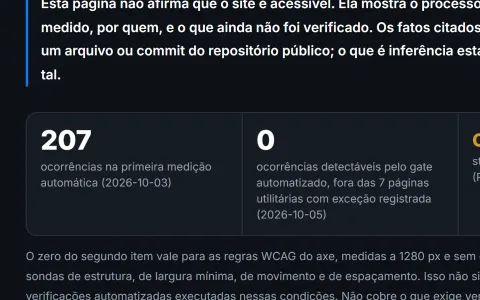 Esta página não afirma que o site é acessível. Ela mostra o processo
medido, por quem, e o que ainda não foi verificado. Os fatos citados
um arquivo ou commit do repositório público; o que é inferência
tal.
207
ocorrências na primeira medição
automática (2026-10-03)
0
ocorrências detectáveis pelo gate
automatizado, fora das 7 páginas
utilitárias com exceção registrada
(2026-10-05)
O zero do segundo item vale para as regras WCAG do axe, medidas a 1280 px e sem
sondas de estrutura, de largura mínima, de movimento e de espaçamento. Isso não
verificações automatizadas executadas nessas condições. Não cobre o que exige